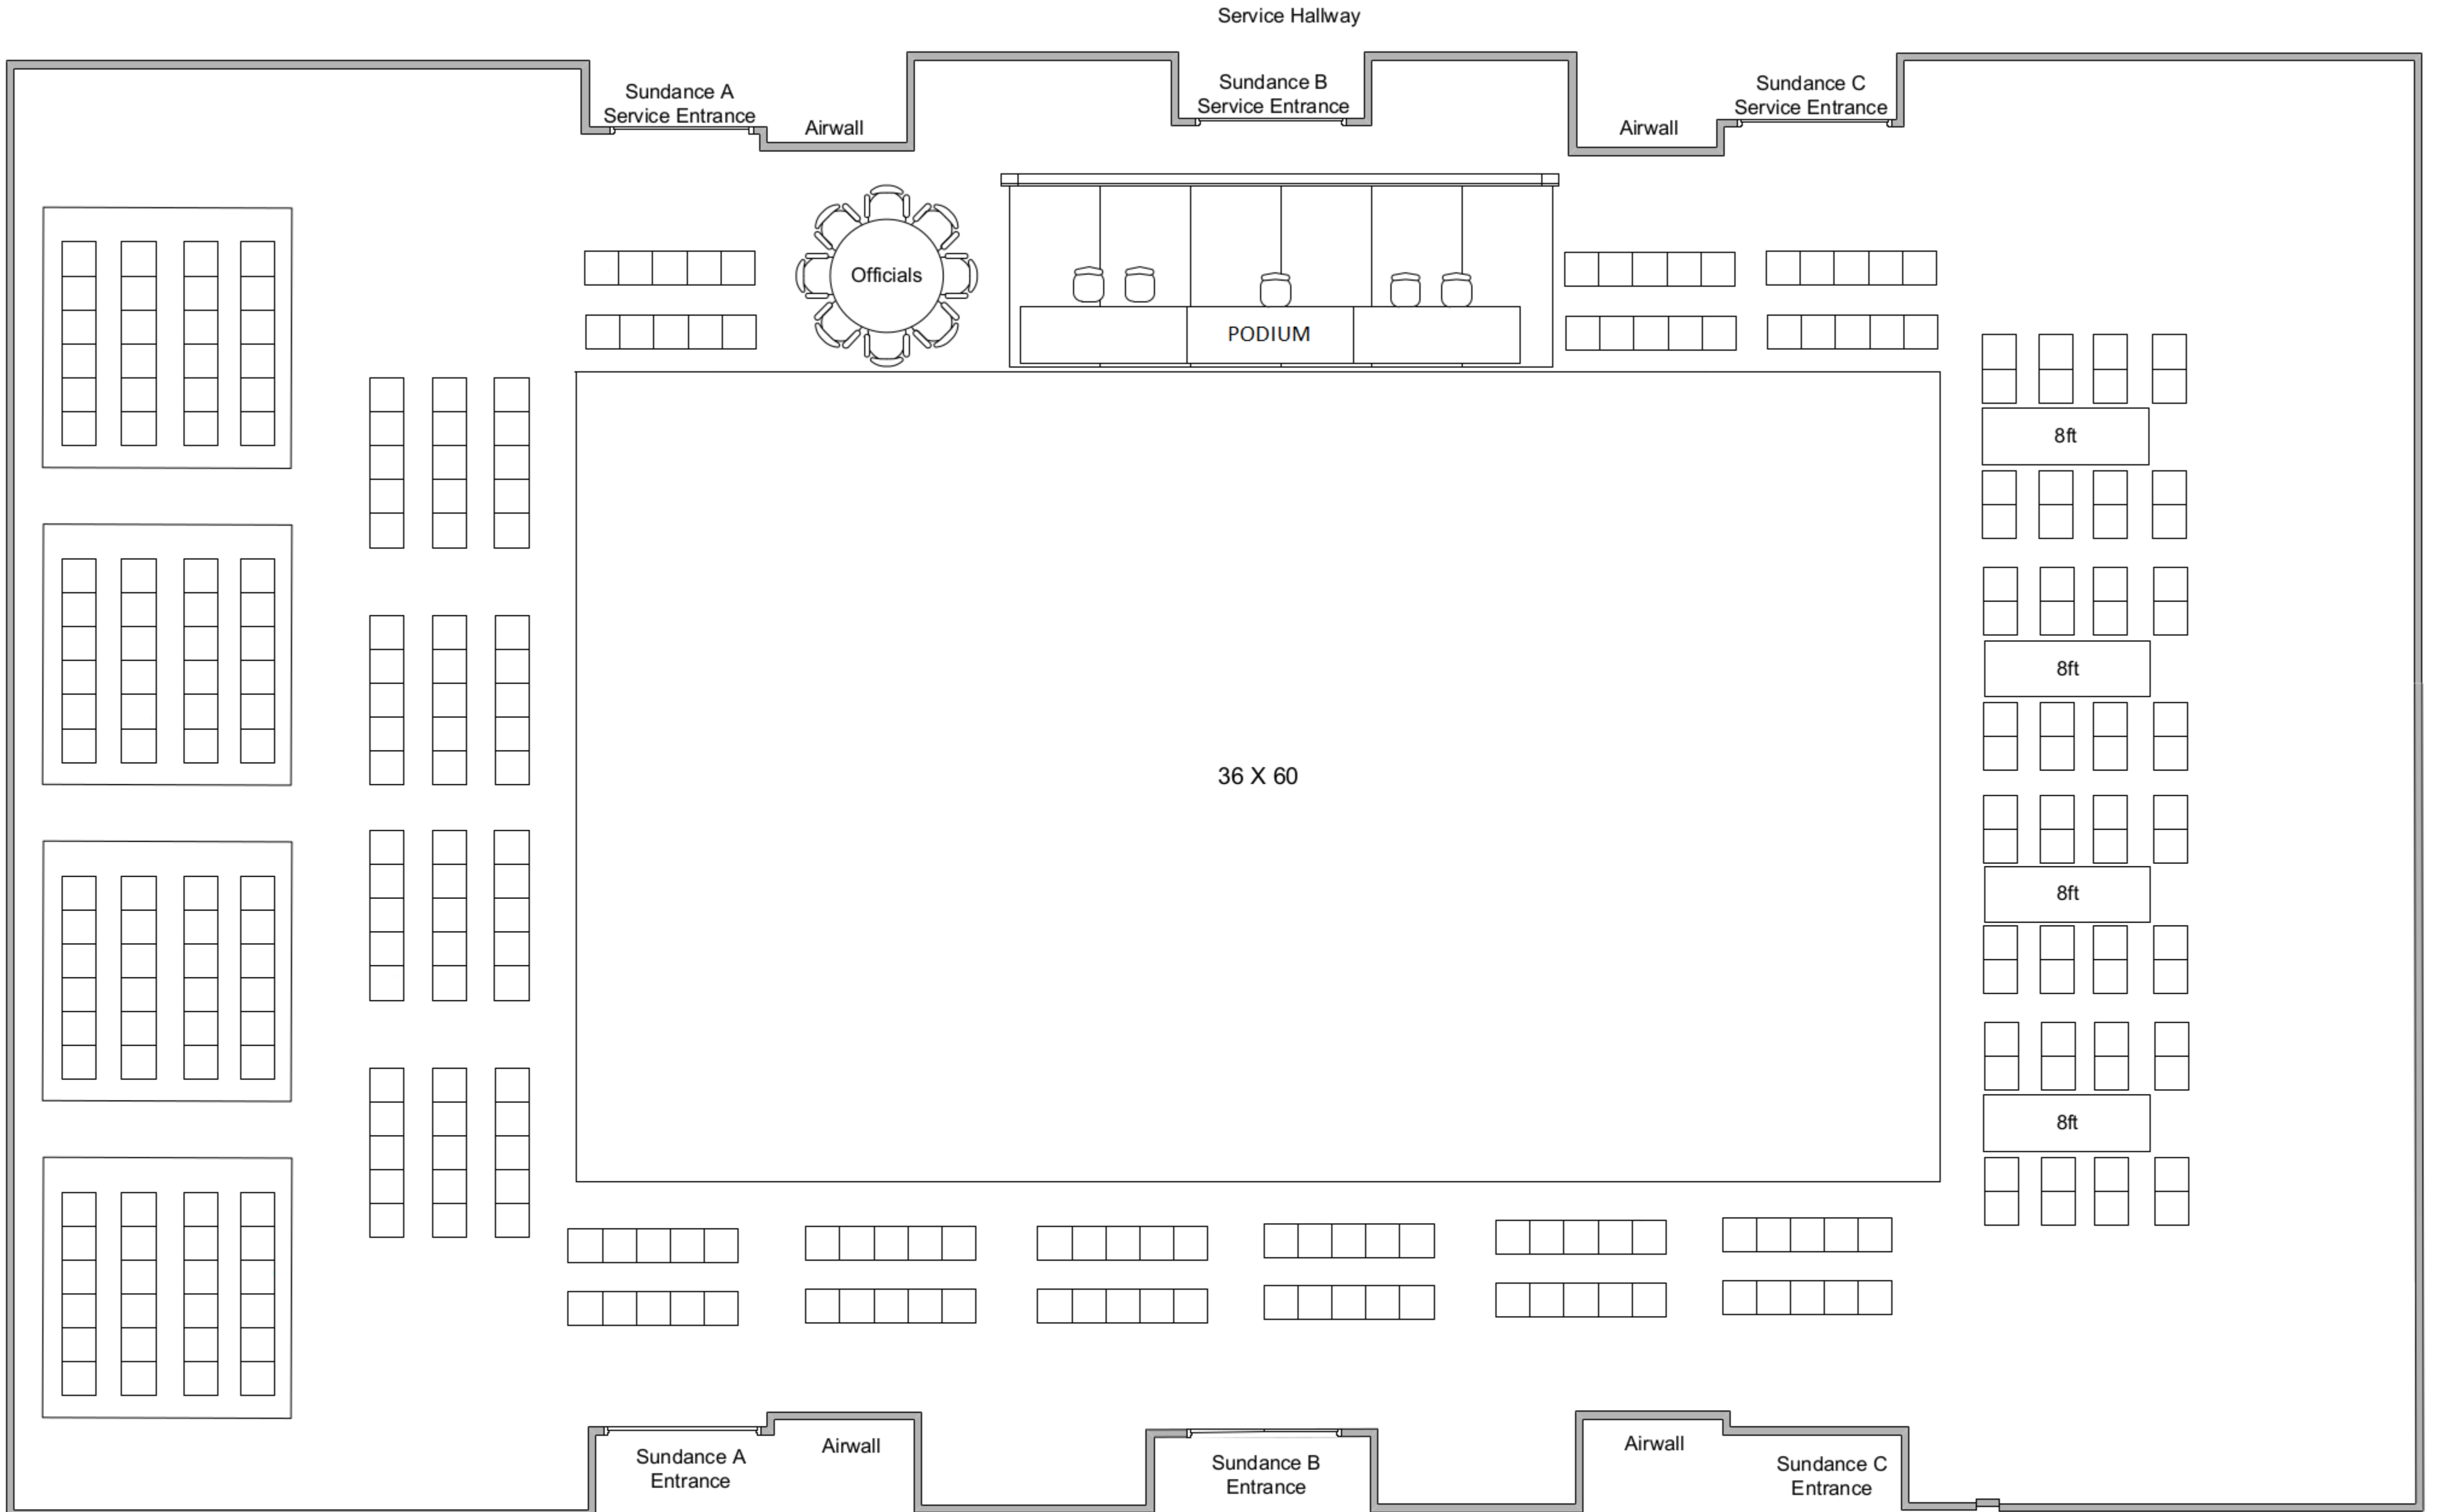 Service Hallway
Sundance A
Service Entrance
Airwall
Sundance B
Service Entrance
Airwall
Sundance C
Service Entrance
Officials
PODIUM
8ft
8ft
36 X 60
8ft
8ft
Sundance A
Entrance
Airwall
Sundance B
Entrance
Airwall
Sundance C
Entrance